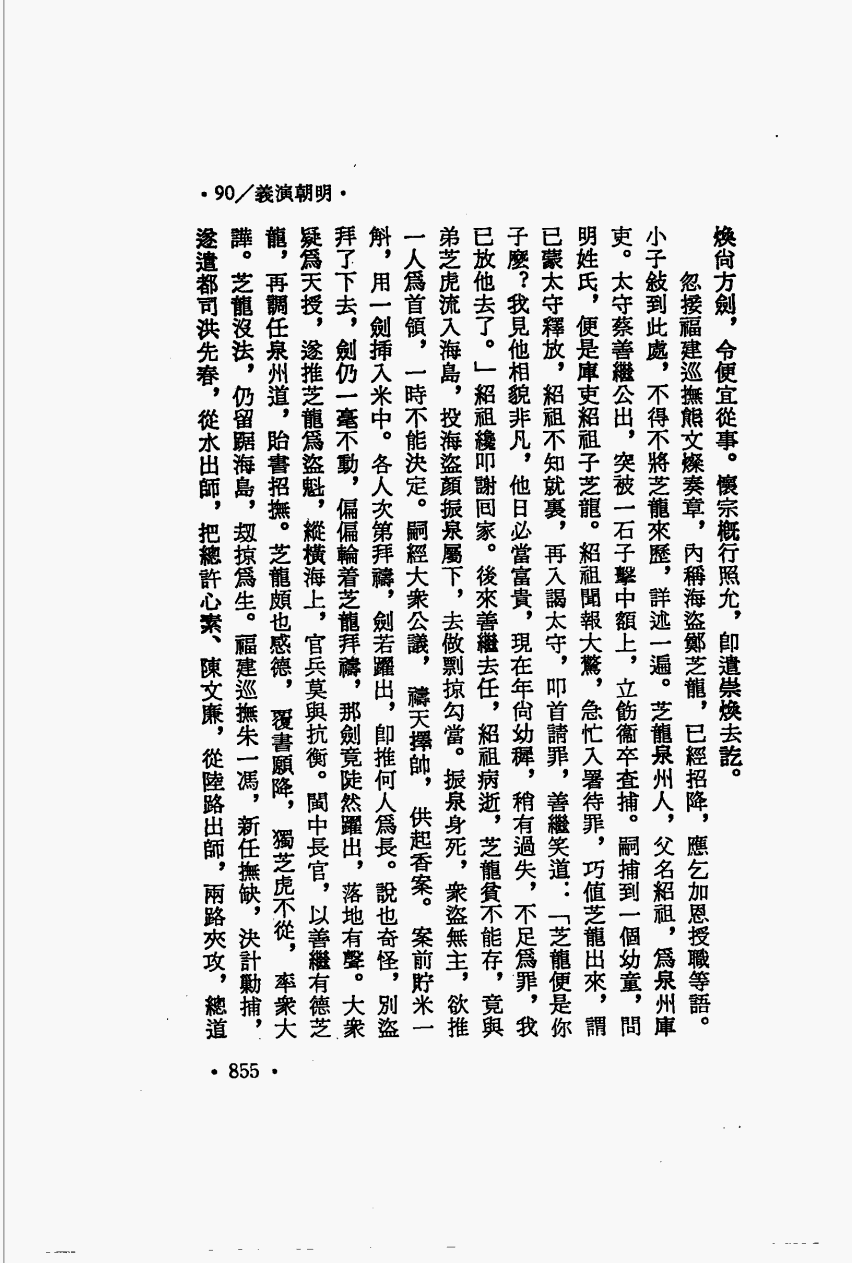 ·90/義演朝明·
煥尙方劍，令便宜從事。懷宗槪行照允，卽遣崇煥去訖。
忽接福建巡撫熊文燦奏章，內稱海盜鄭芝龍，已經招降，應乞加恩授職等語。
小子敍到此處，不得不將芝龍來歷，詳述一遍。芝龍泉州人，父名紹祖，爲泉州庫
吏。太守蔡善繼公出，突被一石子擊中額上，立飭衞卒査捕。嗣捕到一個幼童，問
明姓氏，便是庫吏紹祖子芝龍。紹祖聞報大驚，急忙入署待罪，巧値芝龍出來，謂
已蒙太守釋放，紹祖不知就裏，再入謁太守，叩首請罪，善繼笑道：「芝龍便是你
子麼？我見他相貌非凡，他日必當富貴，現在年尙幼穉，稍有過失，不足爲罪，我
已放他去了。」紹祖纔叩謝囘家。後來善繼去任，紹祖病逝，芝龍貧不能存，竟與
弟芝虎流入海島，投海盜顏振泉屬下，去做剽掠勾當。振泉身死，衆盜無主，欲推
一人爲首領，一時不能決定。嗣經大衆公議，禱天擇帥，供起香案。案前貯米一
斛，用一劍揷入米中。各人次第拜禱，劍若躍出，卽推何人爲長。說也奇怪，別盜
拜了下去，劍仍一毫不動，偏偏輪着芝龍拜禱，那劍竟陡然躍出，落地有聲。大衆
疑爲天授，遂推芝龍爲盜魁，縱橫海上，官兵莫與抗衡。閩中長官，以善繼有德芝
龍，再調任泉州道，貽書招撫。芝龍頗也感德，覆書願降，獨芝虎不從，率衆大
譁。芝龍沒法，仍留踞海島，刼掠爲生。福建巡撫朱一馮，新任撫缺，決計勦捕，
遂遣都司洪先春，從水出師，把總許心素、陳文廉，從陸路出師，兩路夾攻，總道
·855·